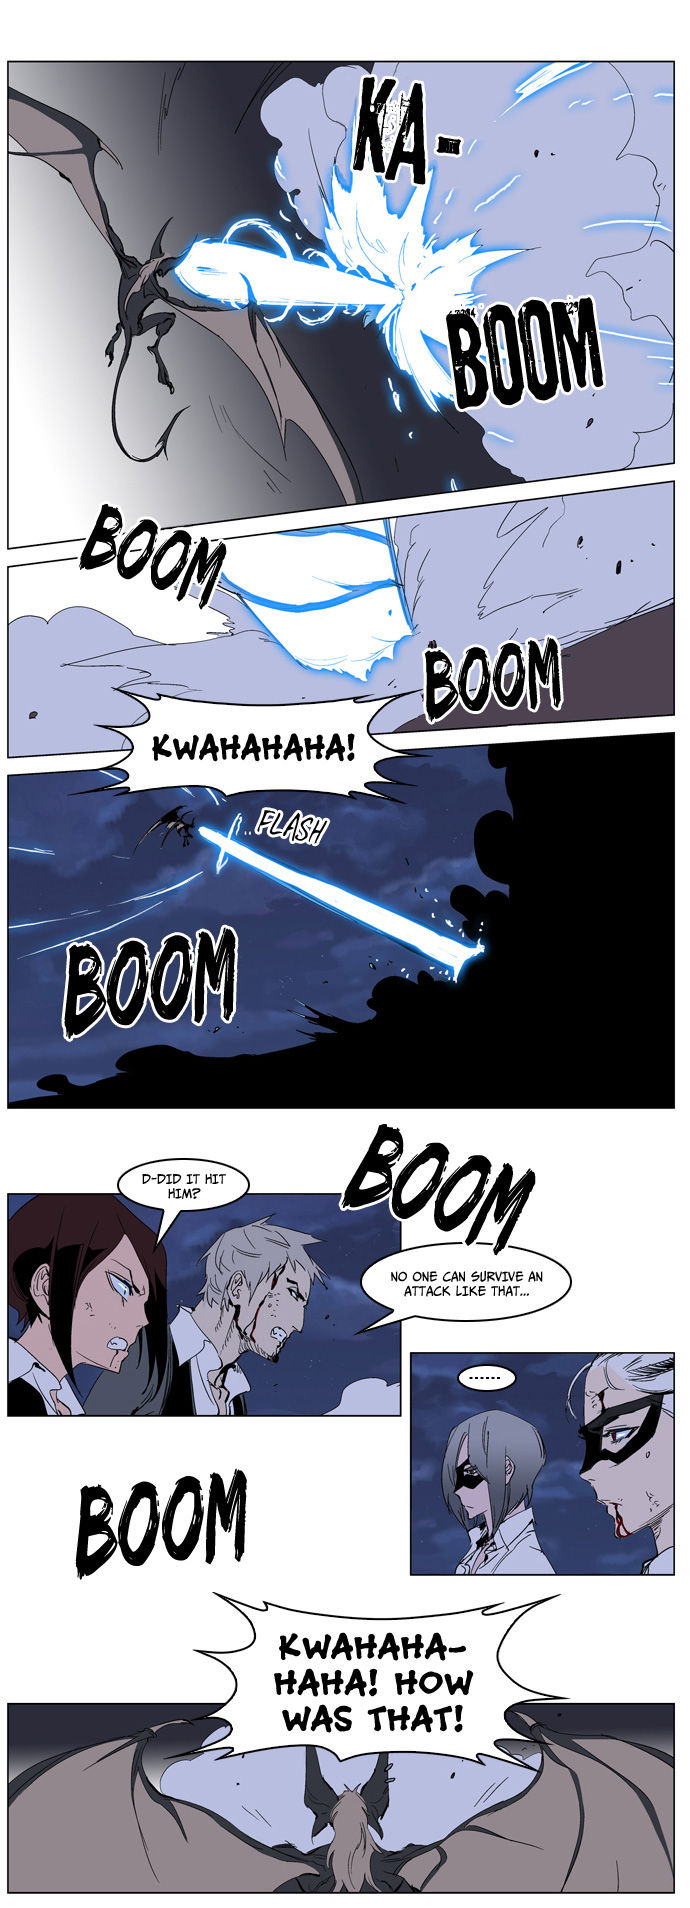 KA-
BOOM
BOOM
BOOM
KWAHAHAHA!
FLASH
BOOM
BOOM
D-DID IT HIT
HIM?
NO ONE CAN SURVIVE AN
ATTACK LIKE THAT...
......
BOOM
KWAHAHA-
HAHA! HOW
WAS THAT!